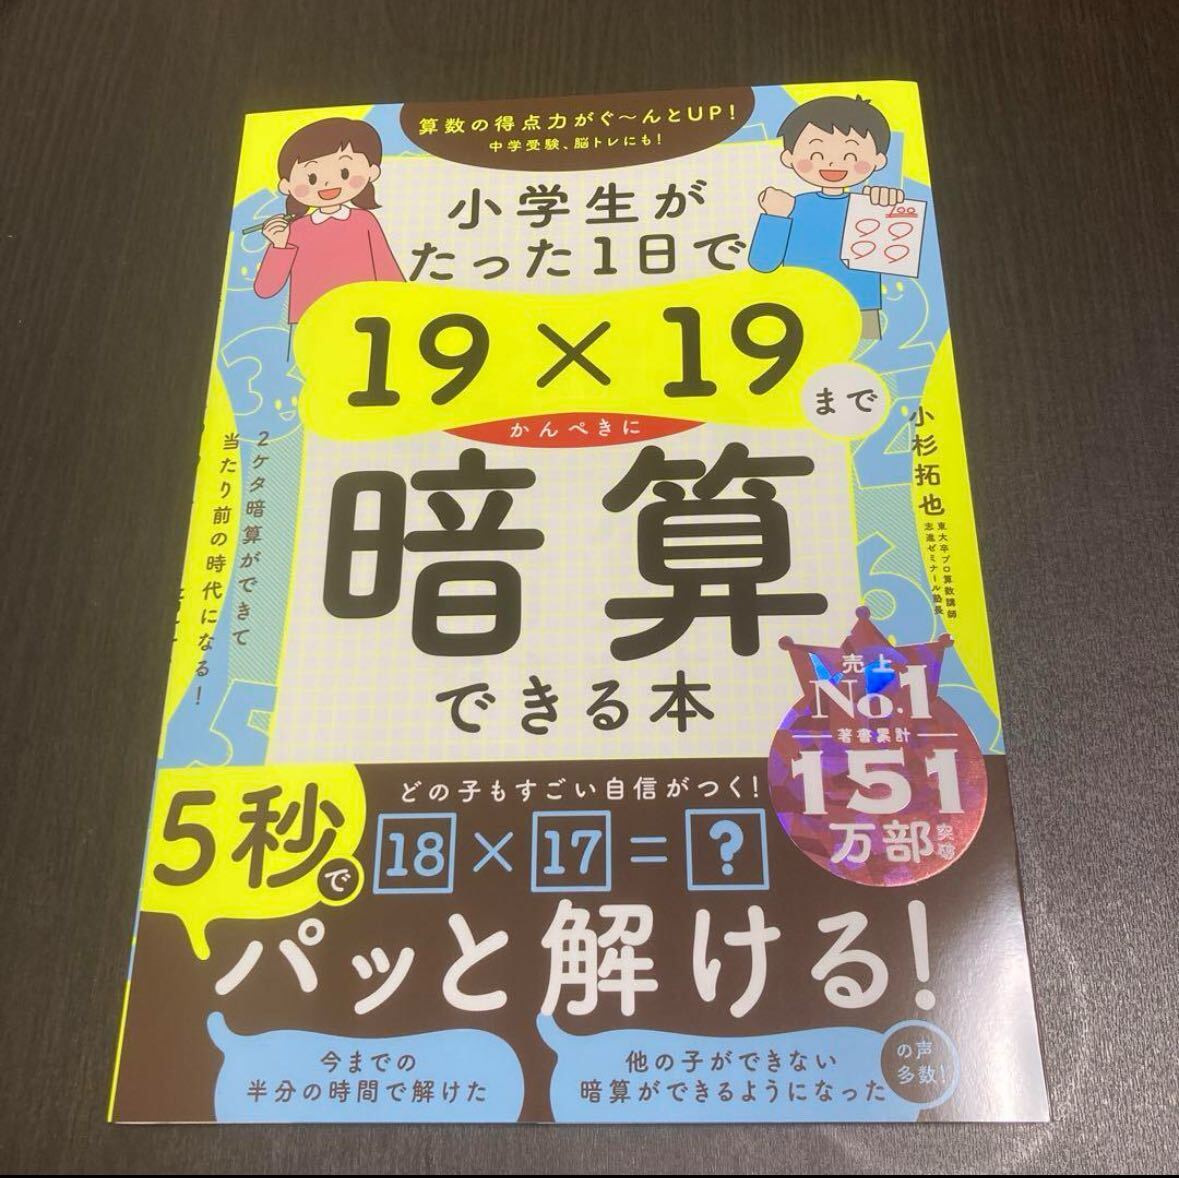 算数の得点力がぐ〜んとUP!
中学受験、脳トレにも!
100
小学生が
たった1日で
19×19
まで
かんぺきに
暗算
できる本
小杉拓也
東大卒プロ算数講師
志進ゼミナール塾長
2ケタ暗算ができて
当たり前の時代になる!
売上
No.1
著書累計
151
万部突破
どの子もすごい自信がつく!
5秒で
18×17=?
パッと解ける!
今までの
半分の時間で解けた
他の子ができない
暗算ができるようになった
の声
多数!